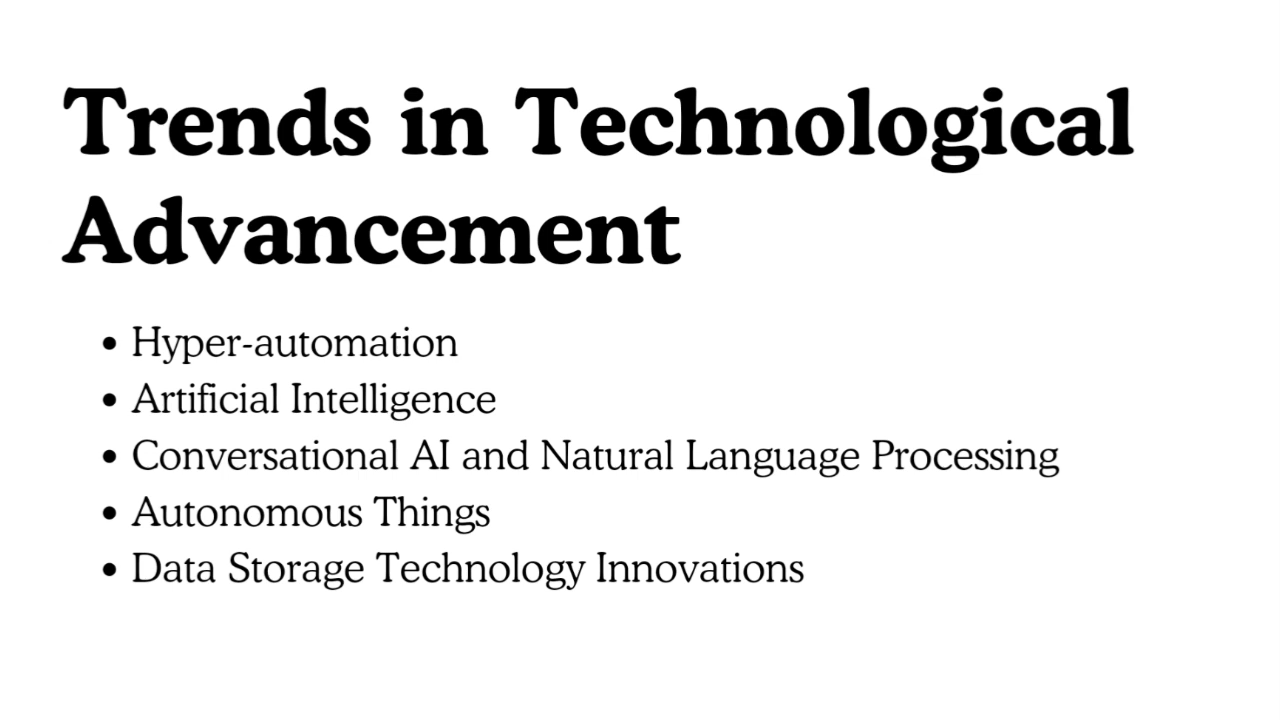 Trends in Technological
Advancement
• Hyper-automation
• Artificial Intelligence
• Conversational AI and Natural Language Processing
• Autonomous Things
• Data Storage Technology Innovations